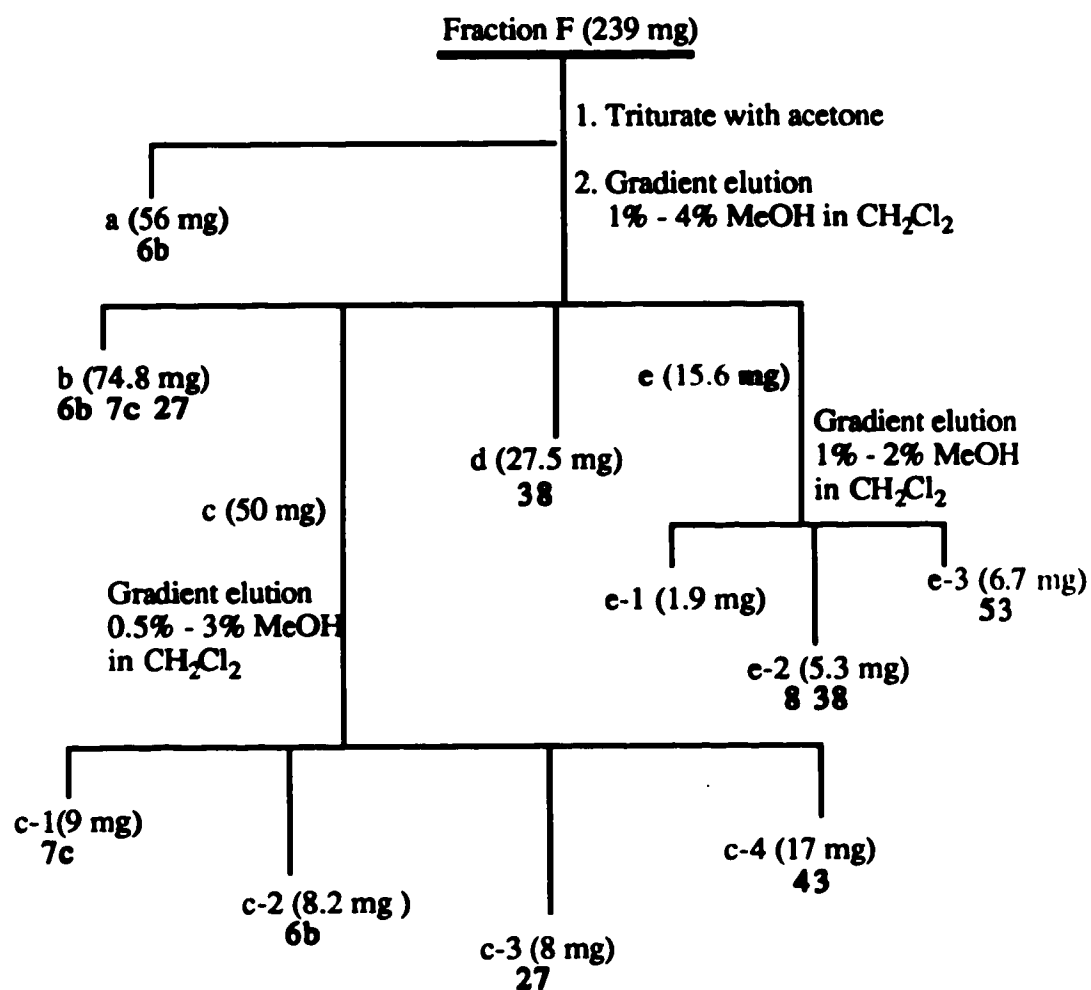 Fraction F (239 mg)
1. Triturate with acetone
2. Gradient elution
1% - 4% MeOH in CH₂Cl₂
a (56 mg)
6b
b (74.8 mg)
6b 7c 27
c (50 mg)
Gradient elution
0.5% - 3% MeOH
in CH₂Cl₂
d (27.5 mg)
38
e (15.6 mg)
Gradient elution
1% - 2% MeOH
in CH₂Cl₂
e-1 (1.9 mg)
e-2 (5.3 mg)
8 38
e-3 (6.7 mg)
53
c-1(9 mg)
7c
c-2 (8.2 mg )
6b
c-3 (8 mg)
27
c-4 (17 mg)
43